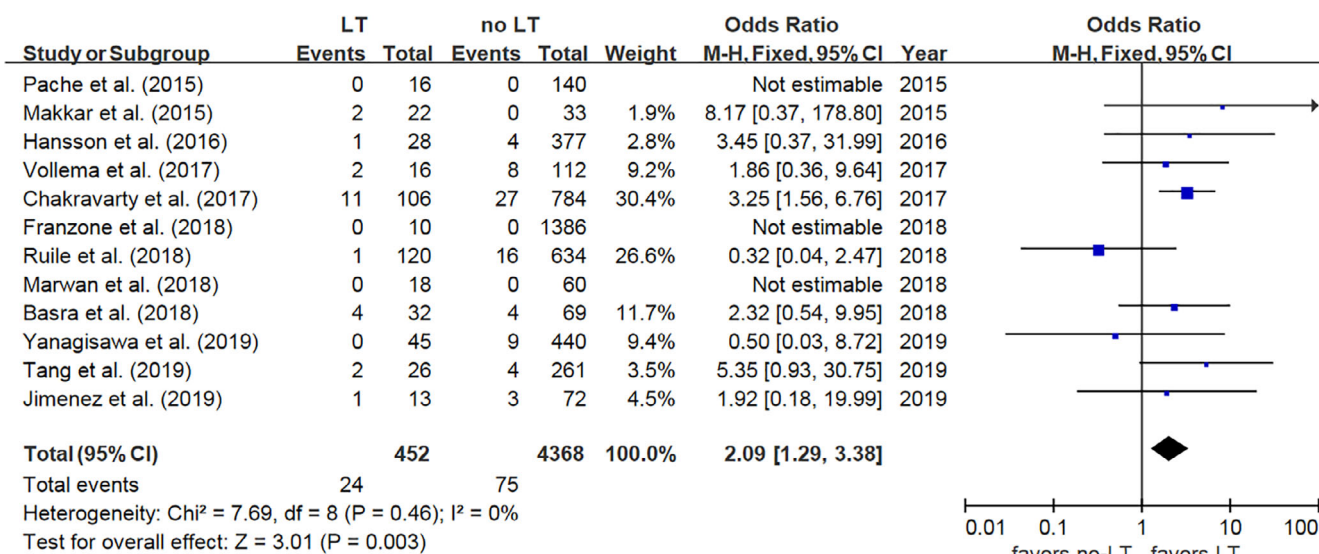 LT no LT Odds Ratio Odds Ratio
Study or Subgroup Events Total Events Total Weight M-H, Fixed, 95% CI Year M-H, Fixed, 95% CI
Pache et al. (2015) 0 16 0 140 Not estimable 2015
Makkar et al. (2015) 2 22 0 33 1.9% 8.17 [0.37, 178.80] 2015
Hansson et al. (2016) 1 28 4 377 2.8% 3.45 [0.37, 31.99] 2016
Vollema et al. (2017) 2 16 8 112 9.2% 1.86 [0.36, 9.64] 2017
Chakravarty et al. (2017) 11 106 27 784 30.4% 3.25 [1.56, 6.76] 2017
Franzone et al. (2018) 0 10 0 1386 Not estimable 2018
Ruile et al. (2018) 1 120 16 634 26.6% 0.32 [0.04, 2.47] 2018
Marwan et al. (2018) 0 18 0 60 Not estimable 2018
Basra et al. (2018) 4 32 4 69 11.7% 2.32 [0.54, 9.95] 2018
Yanagisawa et al. (2019) 0 45 9 440 9.4% 0.50 [0.03, 8.72] 2019
Tang et al. (2019) 2 26 4 261 3.5% 5.35 [0.93, 30.75] 2019
Jimenez et al. (2019) 1 13 3 72 4.5% 1.92 [0.18, 19.99] 2019
Total (95% CI) 452 4368 100.0% 2.09 [1.29, 3.38]
Total events 24 75
Heterogeneity: Chi² = 7.69, df = 8 (P = 0.46); I² = 0%
Test for overall effect: Z = 3.01 (P = 0.003)
0.01 0.1 1 10 100
favors no LT favors LT